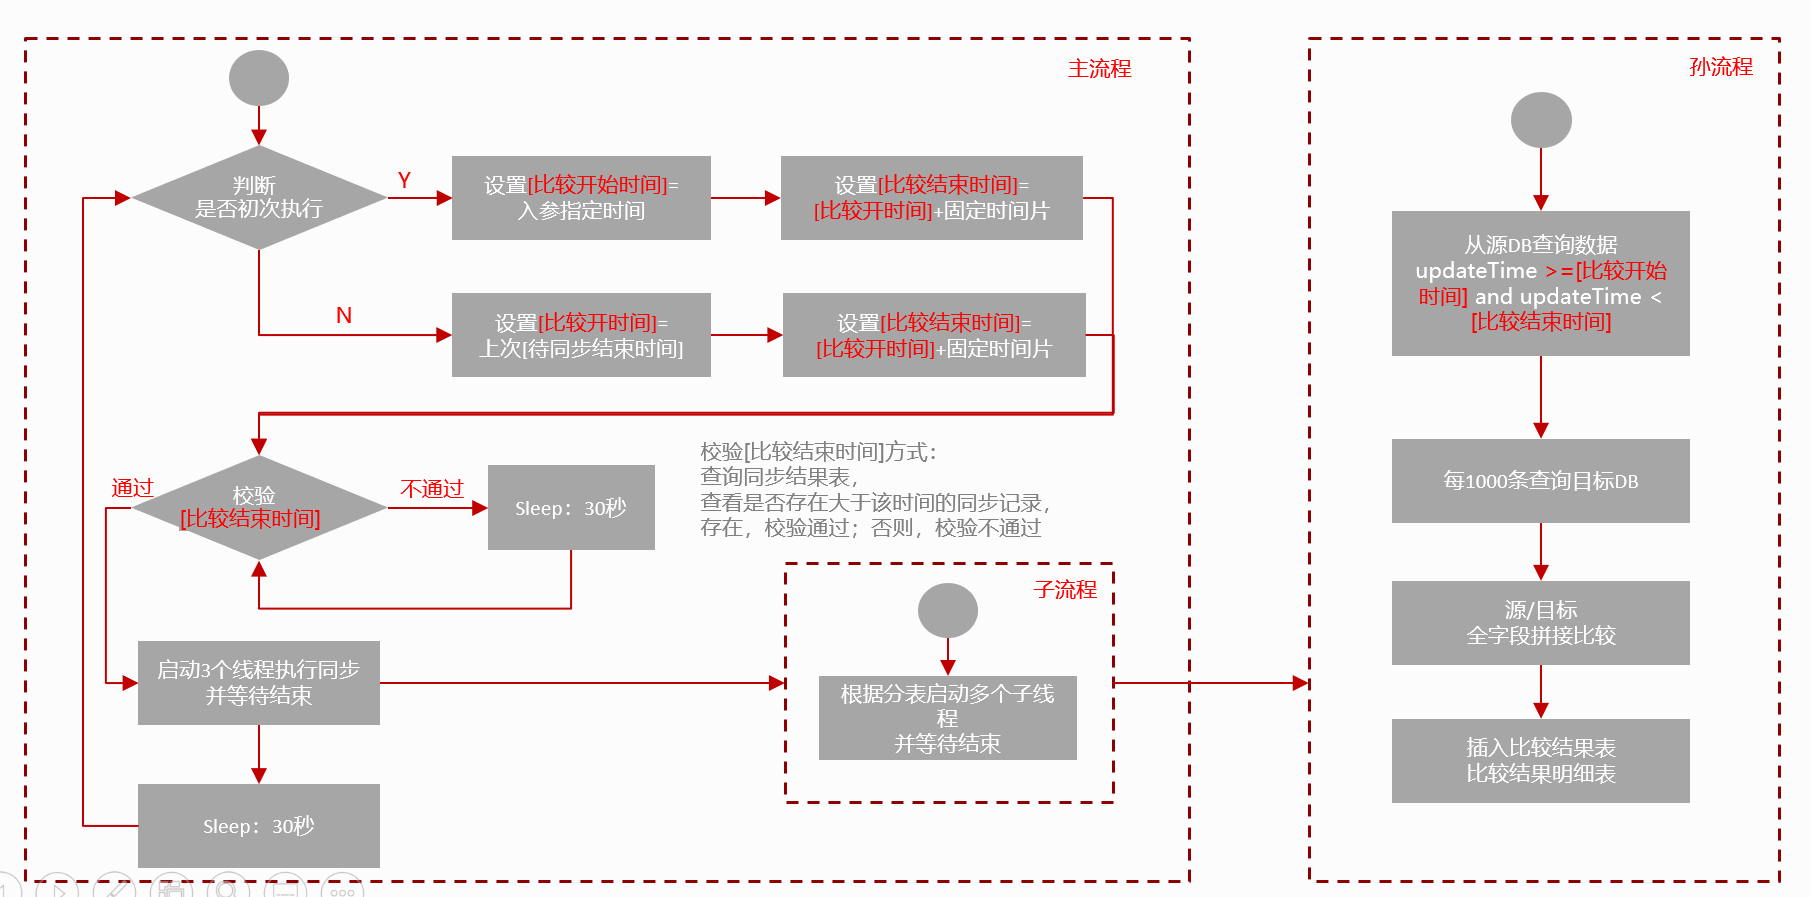 主流程
判断
是否初次执行
Y
设置[比较开始时间]=
入参指定时间
设置[比较结束时间]=
[比较开时间]+固定时间片
N
设置[比较开时间]=
上次[待同步结束时间]
设置[比较结束时间]=
[比较开时间]+固定时间片
通过
校验
[比较结束时间]
不通过
Sleep：30秒
校验[比较结束时间]方式：
查询同步结果表，
查看是否存在大于该时间的同步记录，
存在，校验通过；否则，校验不通过
启动3个线程执行同步
并等待结束
Sleep：30秒
子流程
根据分表启动多个子线
程
并等待结束
孙流程
从源DB查询数据
updateTime >=[比较开始
时间] and updateTime <
[比较结束时间]
每1000条查询目标DB
源/目标
全字段拼接比较
插入比较结果表
比较结果明细表